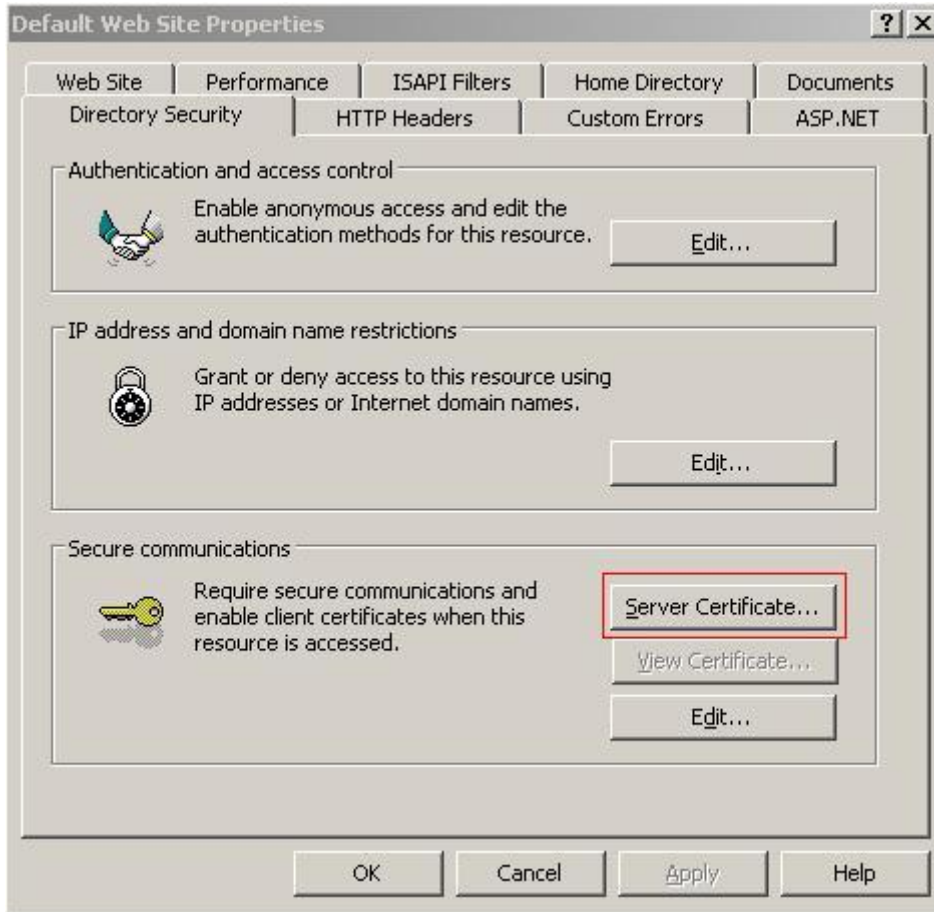 Default Web Site Properties
Web Site
Performance
ISAPI Filters
Home Directory
Documents
Directory Security
HTTP Headers
Custom Errors
ASP.NET
Authentication and access control
Enable anonymous access and edit the
authentication methods for this resource.
Edit...
IP address and domain name restrictions
Grant or deny access to this resource using
IP addresses or Internet domain names.
Edit...
Secure communications
Require secure communications and
enable client certificates when this
resource is accessed.
Server Certificate...
View Certificate...
Edit...
OK
Cancel
Apply
Help